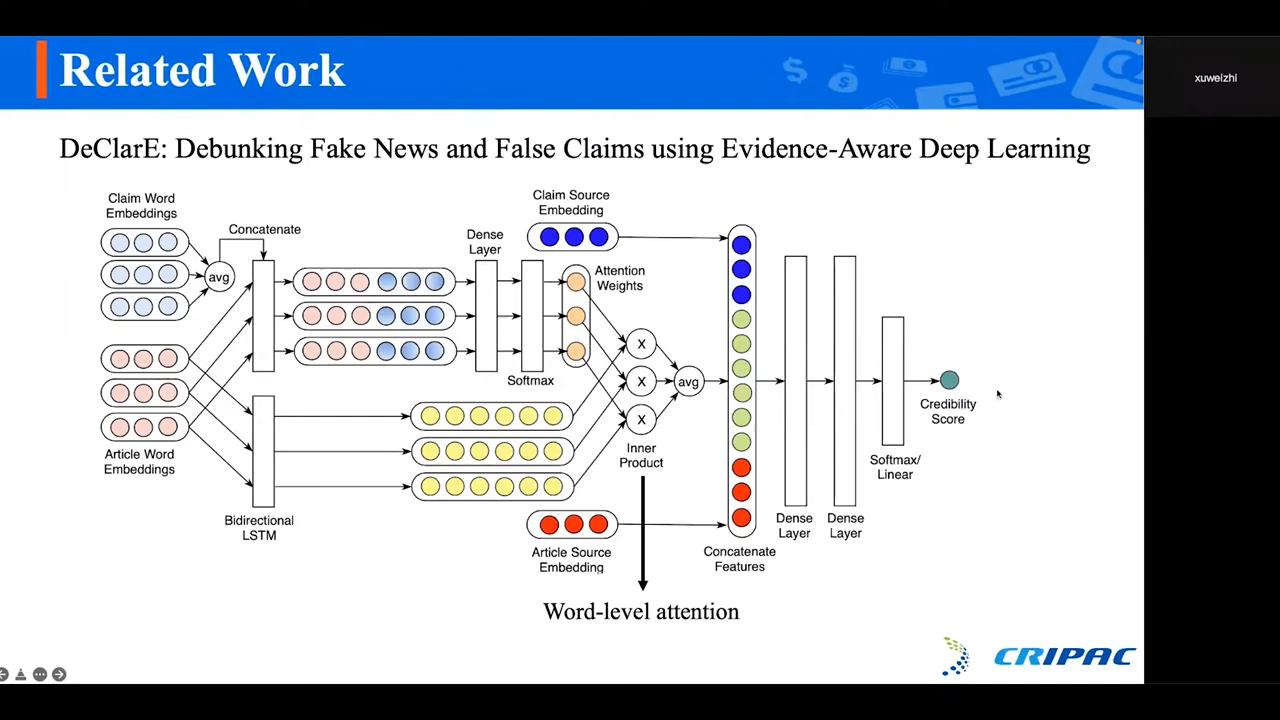 Related Work
xuweizhi
DeClarE: Debunking Fake News and False Claims using Evidence-Aware Deep Learning
Claim Word
Embeddings
Concatenate
avg
Dense
Layer
Claim Source
Embedding
Attention
Weights
Softmax
X
X
X
avg
Inner
Product
Article Word
Embeddings
Bidirectional
LSTM
Article Source
Embedding
Concatenate
Features
Dense
Layer
Dense
Layer
Softmax/
Linear
Credibility
Score
Word-level attention
CRIPAC